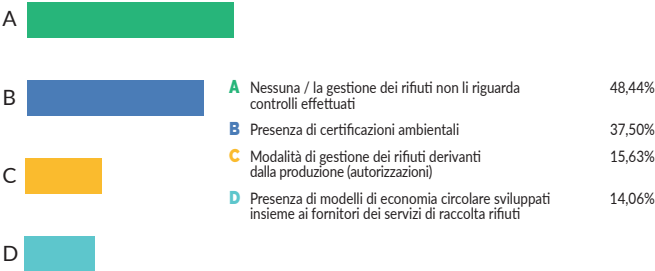 A
B
C
D
A Nessuna / la gestione dei rifiuti non li riguarda 48,44%
controlli effettuati
B Presenza di certificazioni ambientali 37,50%
C Modalità di gestione dei rifiuti derivanti 15,63%
dalla produzione (autorizzazioni)
D Presenza di modelli di economia circolare sviluppati 14,06%
insieme ai fornitori dei servizi di raccolta rifiuti